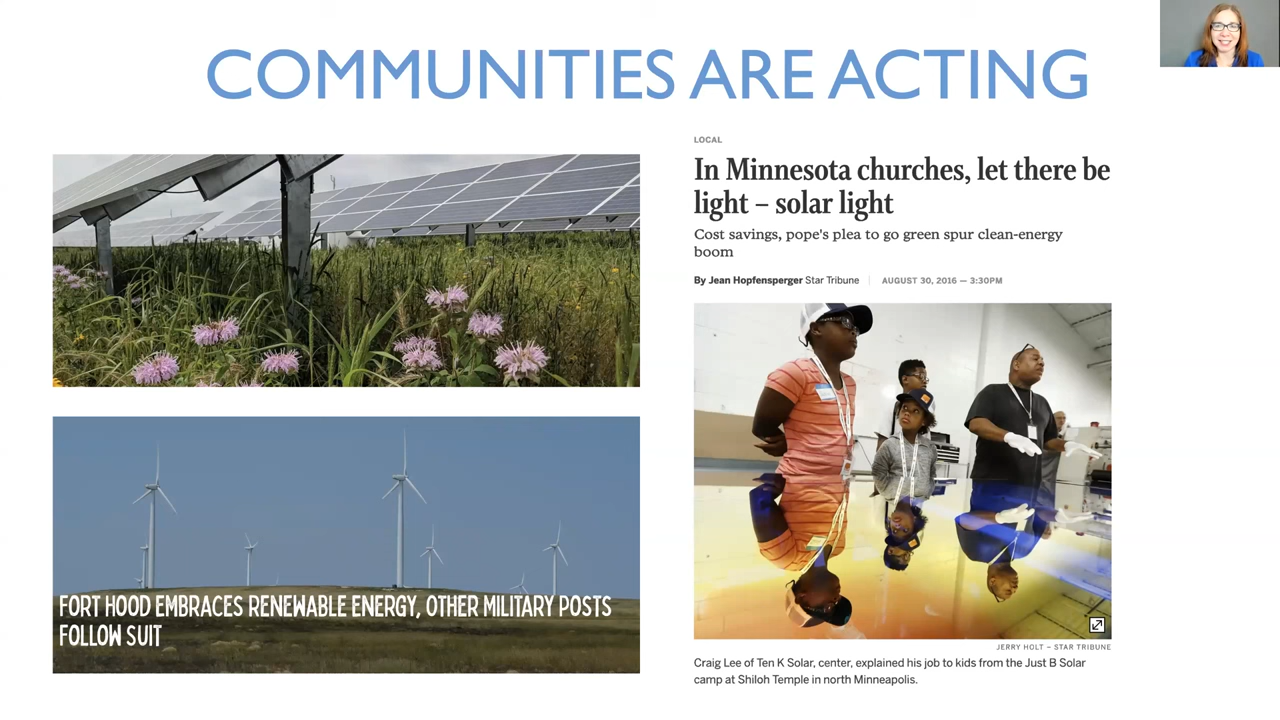 COMMUNITIES ARE ACTING
FORT HOOD EMBRACES RENEWABLE ENERGY, OTHER MILITARY POSTS
FOLLOW SUIT
LOCAL
In Minnesota churches, let there be
light – solar light
Cost savings, pope's plea to go green spur clean-energy
boom
By Jean Hopfensperger Star Tribune | AUGUST 30, 2016 — 3:30PM
JERRY HOLT – STAR TRIBUNE
Craig Lee of Ten K Solar, center, explained his job to kids from the Just B Solar
camp at Shiloh Temple in north Minneapolis.